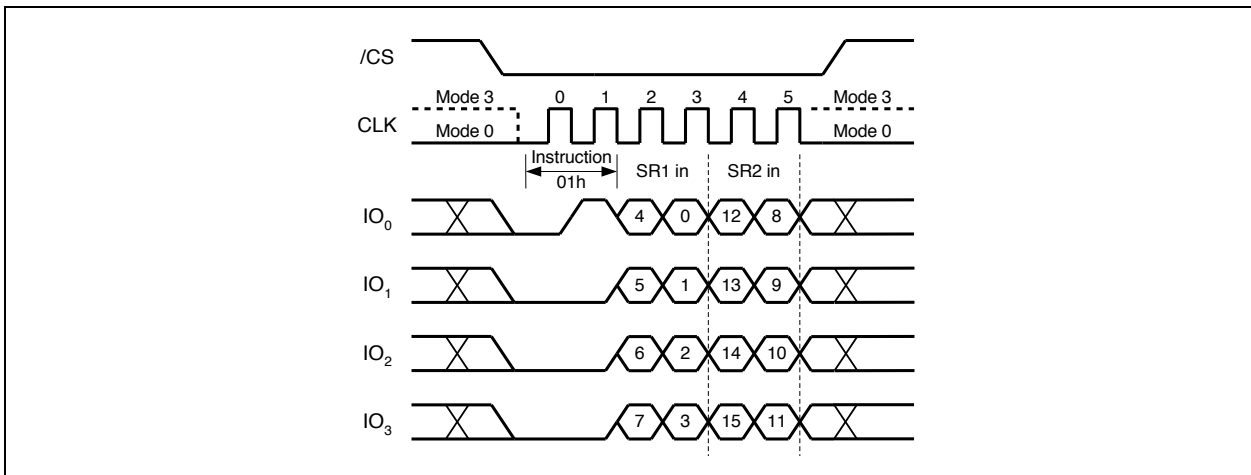 /CS
Mode 3 0 1 2 3 4 5 Mode 3
CLK
Mode 0 Mode 0
Instruction SR1 in SR2 in
01h
IO0 4 0 12 8
IO1 5 1 13 9
IO2 6 2 14 10
IO3 7 3 15 11